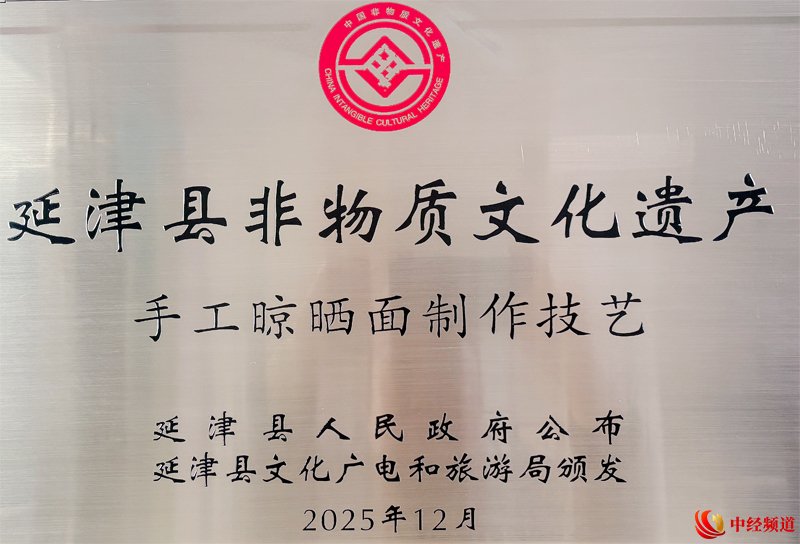 中国非物质文化遗产
CHINA INTANGIBLE CULTURAL HERITAGE
延津县非物质文化遗产
手工晾晒面制作技艺
延津县人民政府公布
延津县文化广电和旅游局颁发
2025年12月
中经频道